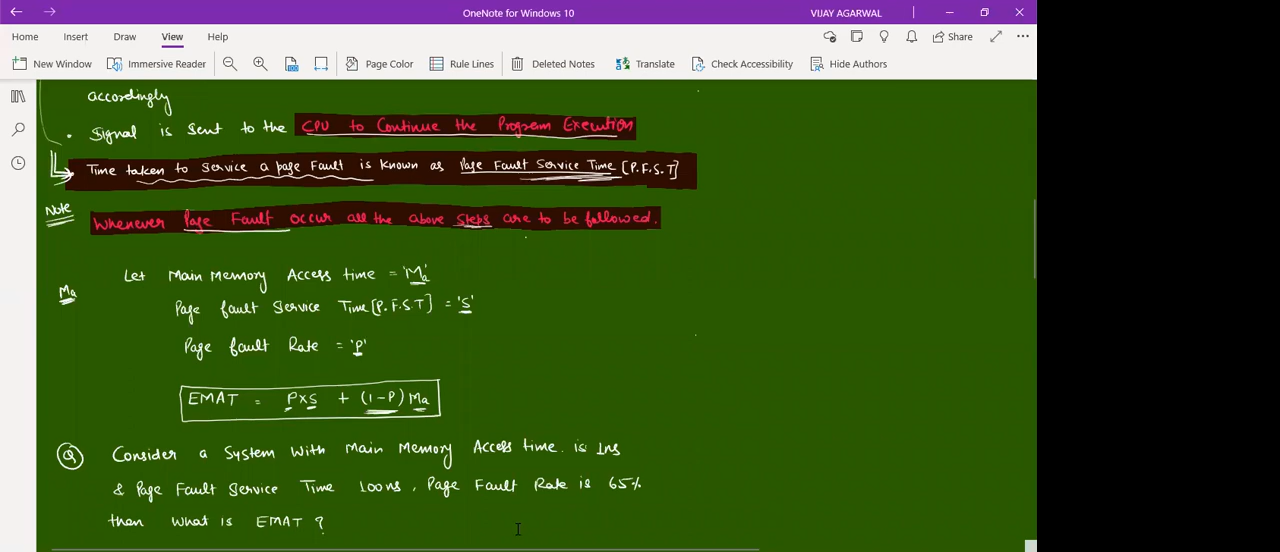 OneNote for Windows 10
VIJAY AGARWAL
Home Insert Draw View Help
Share
New Window Immersive Reader Page Color Rule Lines Deleted Notes Translate Check Accessibility Hide Authors
accordingly
• Signal is sent to the CPU to Continue the Program Execution
Time taken to service a page Fault is known as Page Fault Service Time [P.F.S.T]
Note
Whenever Page Fault occur all the above steps are to be followed.
Let Main Memory Access time = 'Ma'
Ma
Page fault Service Time [P.F.S.T] = 'S'
Page fault Rate = 'P'
EMAT = P×S + (1-P) Ma
Q Consider a System With Main Memory Access time is 1ns
& Page Fault Service Time 100ns, Page Fault Rate is 65%
then What is EMAT ?